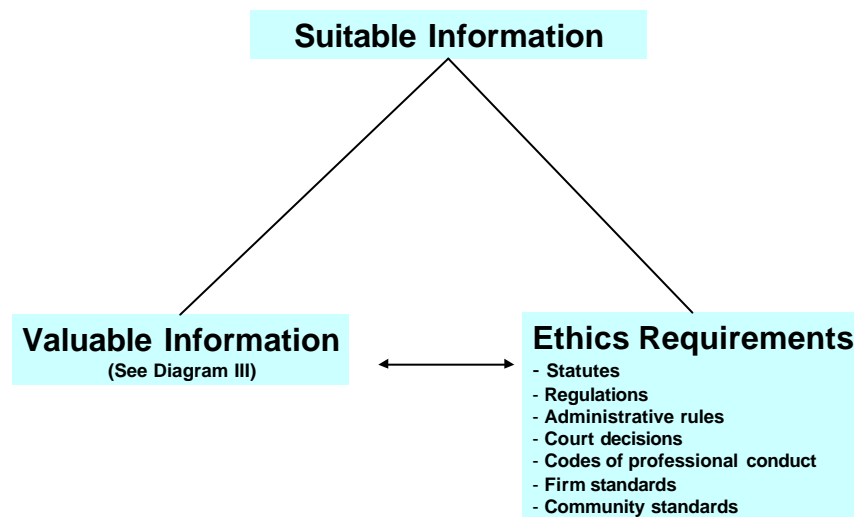 Suitable Information
Valuable Information
(See Diagram III)
Ethics Requirements
- Statutes
- Regulations
- Administrative rules
- Court decisions
- Codes of professional conduct
- Firm standards
- Community standards